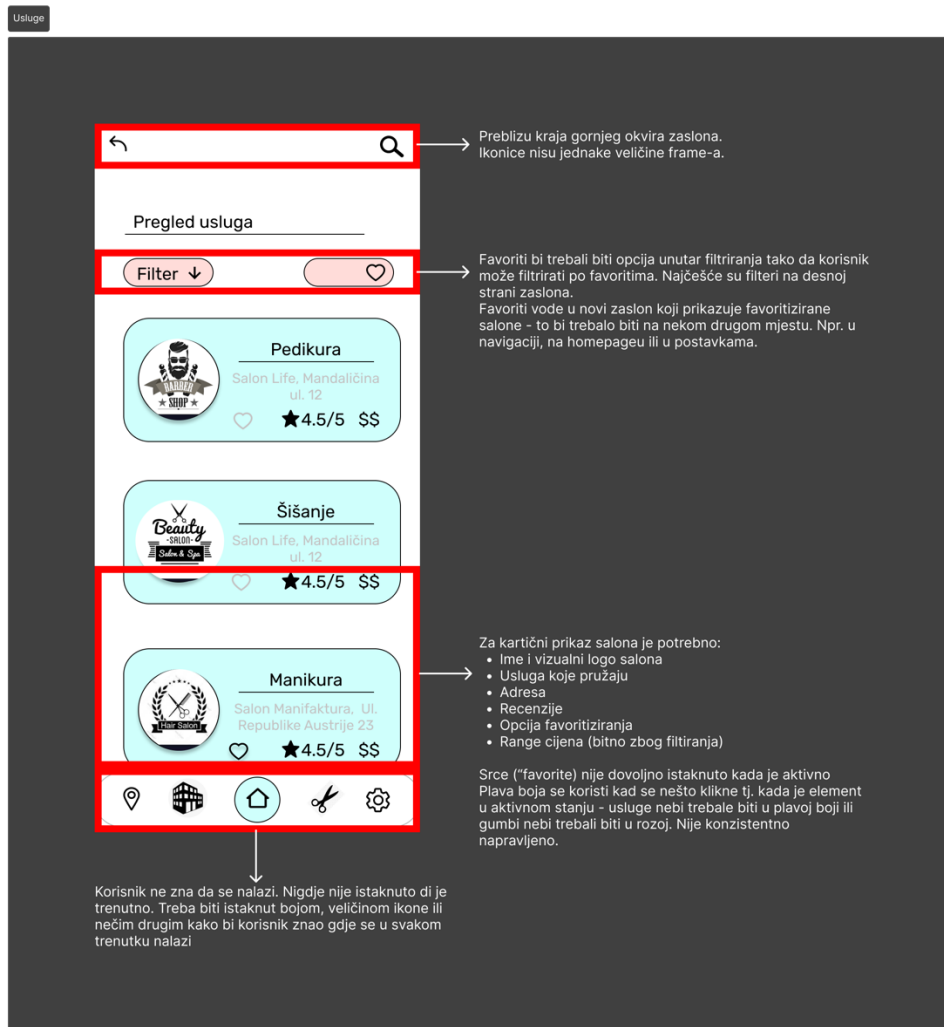 Usluge
Preblizu kraja gornjeg okvira zaslona.
Ikonice nisu jednake veličine frame-a.
Pregled usluga
Filter
Favoriti bi trebali biti opcija unutar filtriranja tako da korisnik
može filtrirati po favoritima. Najčešće su filteri na desnoj
strani zaslona.
Favoriti vode u novi zaslon koji prikazuje favoritizirane
salone - to bi trebalo biti na nekom drugom mjestu. Npr. u
navigaciji, na homepageu ili u postavkama.
BARBER
SHOP
Pedikura
Salon Life, Mandaličina
ul. 12
4.5/5 $$
Beauty
-SALON-
Salon & Spa
Šišanje
Salon Life, Mandaličina
ul. 12
4.5/5 $$
Hair Salon
Manikura
Salon Manifaktura, Ul.
Republike Austrije 23
4.5/5 $$
Za kartični prikaz salona je potrebno:
• Ime i vizualni logo salona
• Usluga koje pružaju
• Adresa
• Recenzije
• Opcija favoritiziranja
• Range cijena (bitno zbog filtiranja)
Srce (“favorite) nije dovoljno istaknuto kada je aktivno
Plava boja se koristi kad se nešto klikne tj. kada je element
u aktivnom stanju - usluge nebi trebale biti u plavoj boji ili
gumbi nebi trebali biti u rozoj. Nije konzistentno
napravljeno.
Korisnik ne zna da se nalazi. Nigdje nije istaknuto di je
trenutno. Treba biti istaknut bojom, veličinom ikone ili
nečim drugim kako bi korisnik znao gdje se u svakom
trenutku nalazi